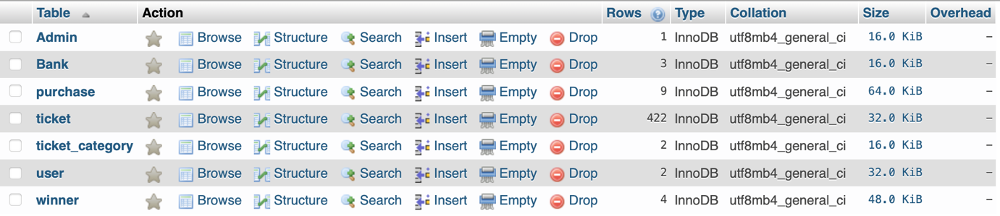 Table Action Rows Type Collation Size Overhead
Admin Browse Structure Search Insert Empty Drop 1 InnoDB utf8mb4_general_ci 16.0 KiB –
Bank Browse Structure Search Insert Empty Drop 3 InnoDB utf8mb4_general_ci 16.0 KiB –
purchase Browse Structure Search Insert Empty Drop 9 InnoDB utf8mb4_general_ci 64.0 KiB –
ticket Browse Structure Search Insert Empty Drop 422 InnoDB utf8mb4_general_ci 32.0 KiB –
ticket_category Browse Structure Search Insert Empty Drop 2 InnoDB utf8mb4_general_ci 16.0 KiB –
user Browse Structure Search Insert Empty Drop 2 InnoDB utf8mb4_general_ci 32.0 KiB –
winner Browse Structure Search Insert Empty Drop 4 InnoDB utf8mb4_general_ci 48.0 KiB –